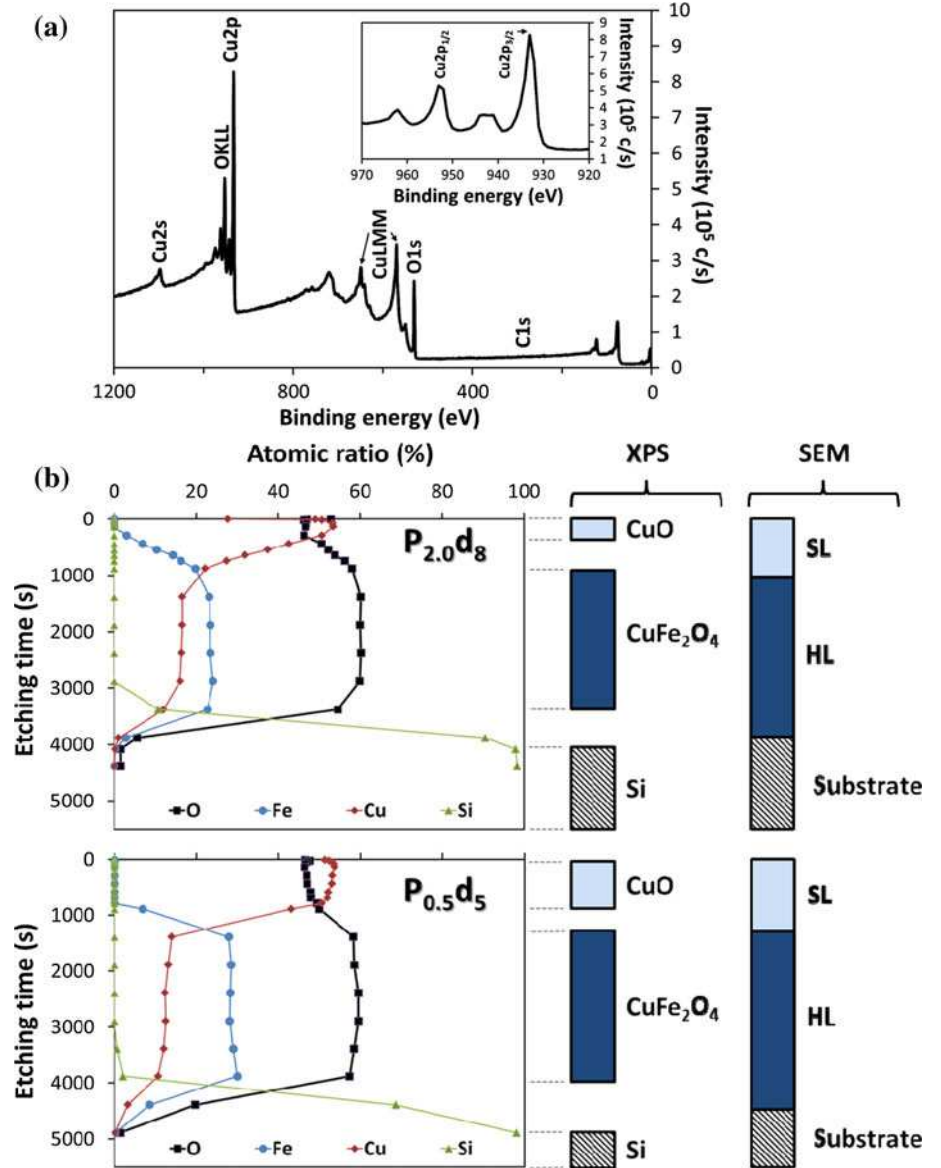 (a)
Cu2s
OKLL
Cu2p
CuLMM
O1s
C1s
10
9
8
7
6
5
4
3
2
1
0
Intensity (10⁵ c/s)
1200
800
400
0
Binding energy (eV)
Cu2p1/2
Cu2p3/2
9
8
7
6
5
4
3
2
1
Intensity (10⁵ c/s)
970
960
950
940
930
920
Binding energy (eV)
(b)
Atomic ratio (%)
XPS
SEM
0
20
40
60
80
100
0
1000
2000
3000
4000
5000
Etching time (s)
P2.0d8
O
Fe
Cu
Si
CuO
CuFe2O4
Si
SL
HL
Substrate
0
1000
2000
3000
4000
5000
Etching time (s)
P0.5d5
O
Fe
Cu
Si
CuO
CuFe2O4
Si
SL
HL
Substrate